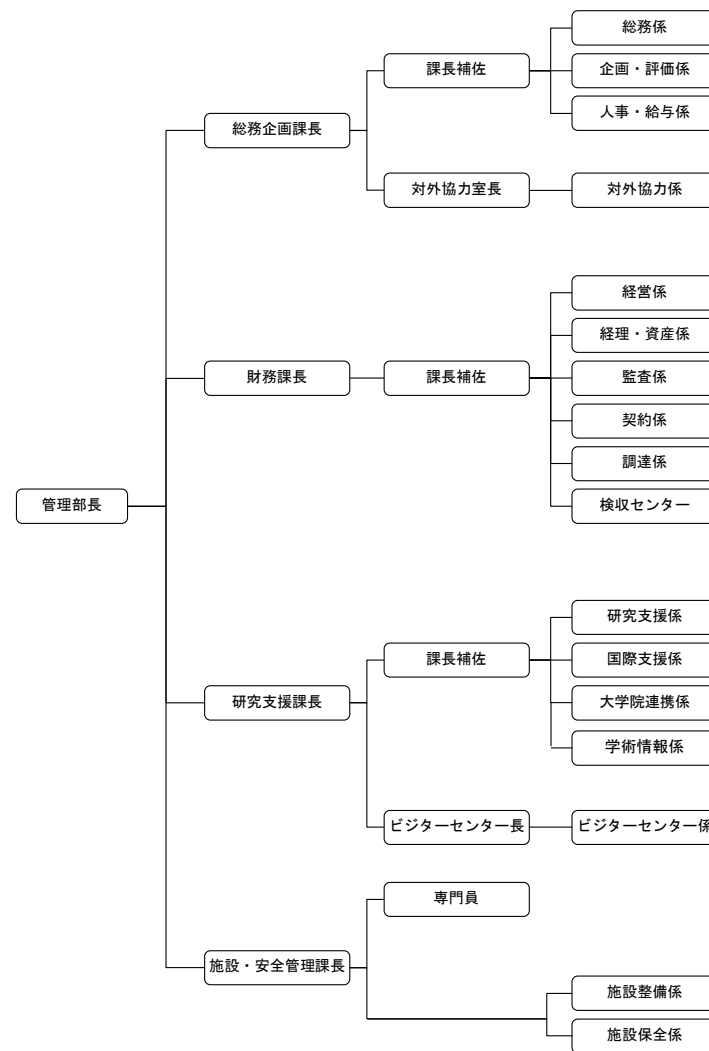 管理部長
総務企画課長
課長補佐
総務係
企画・評価係
人事・給与係
対外協力室長
対外協力係
財務課長
課長補佐
経営係
経理・資産係
監査係
契約係
調達係
検収センター
研究支援課長
課長補佐
研究支援係
国際支援係
大学院連携係
学術情報係
ビジターセンター長
ビジターセンター係
施設・安全管理課長
専門員
施設整備係
施設保全係